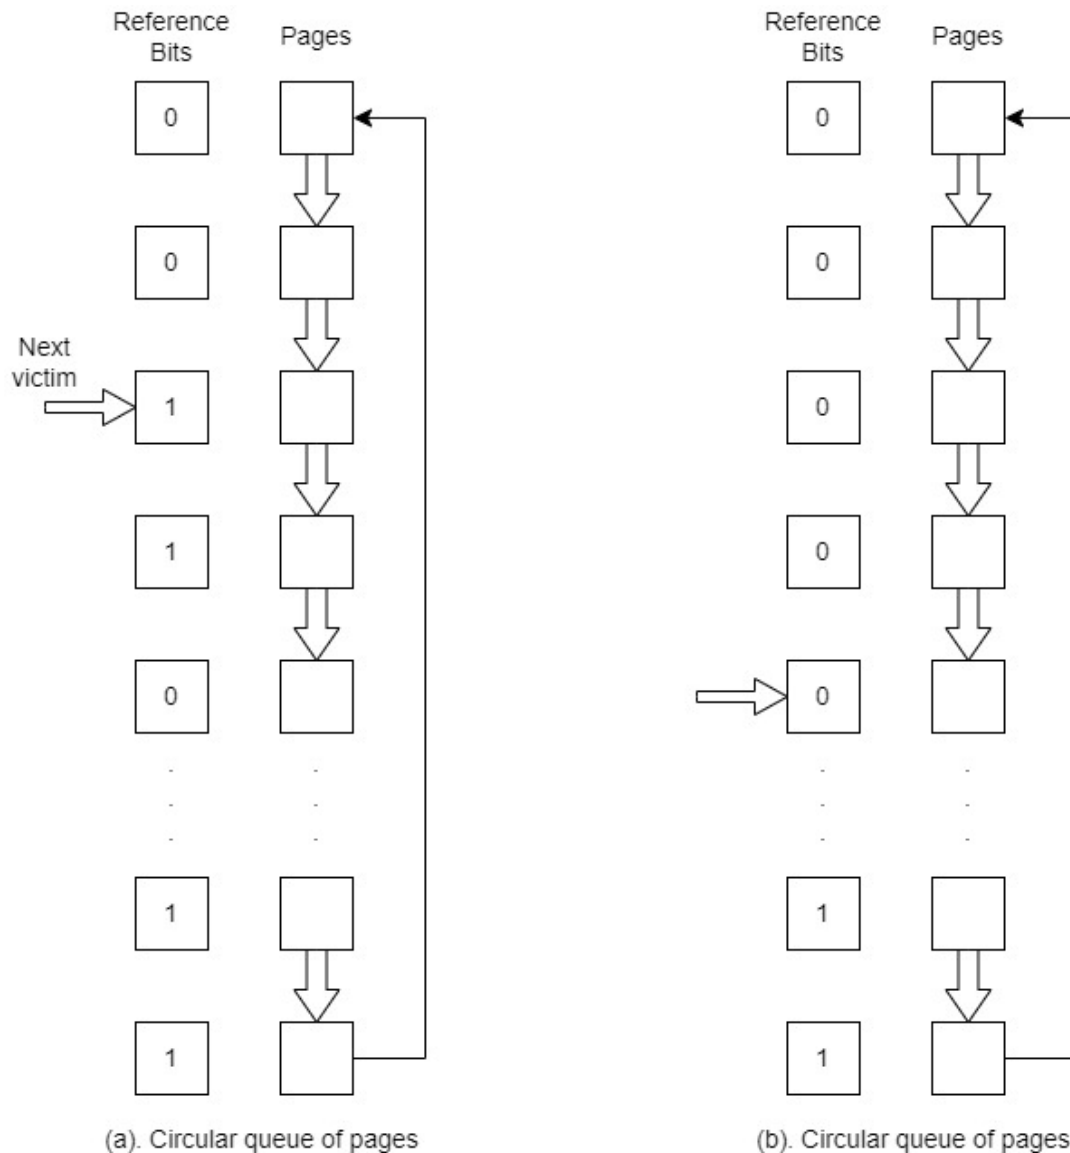 Reference
Bits
Pages
0
0
Next
victim
1
1
0
.
.
.
.
.
.
1
1
(a). Circular queue of pages
Reference
Bits
Pages
0
0
0
0
0
.
.
.
.
.
.
1
1
(b). Circular queue of pages